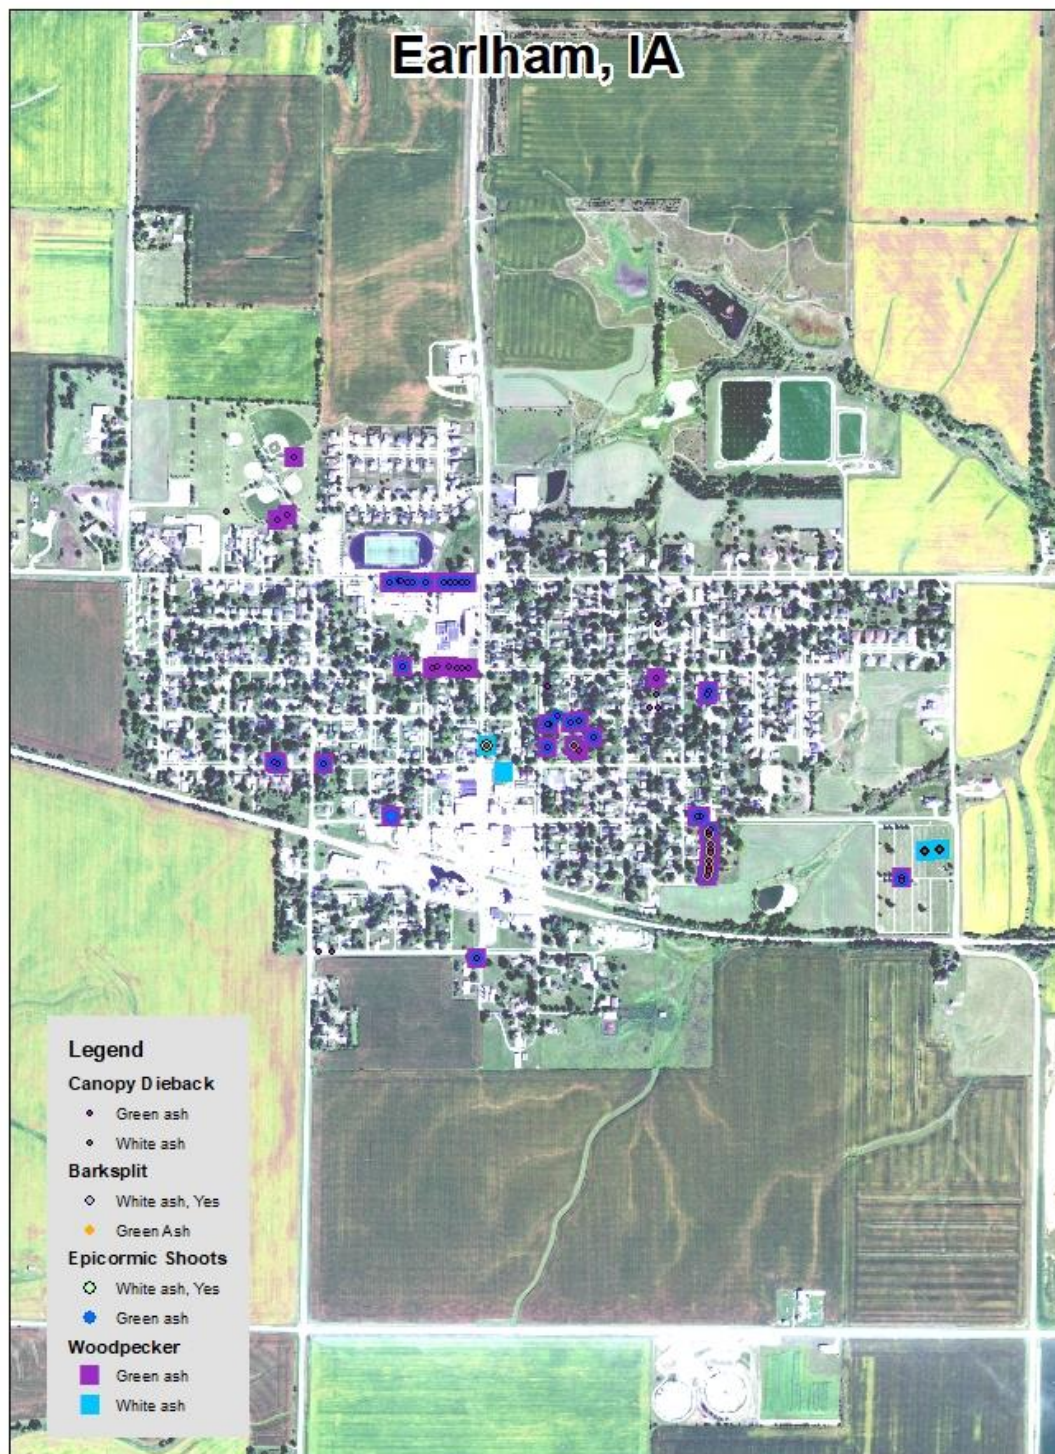 Earlham, IA
Legend
Canopy Dieback
Green ash
White ash
Barksplit
White ash, Yes
Green Ash
Epicormic Shoots
White ash, Yes
Green ash
Woodpecker
Green ash
White ash